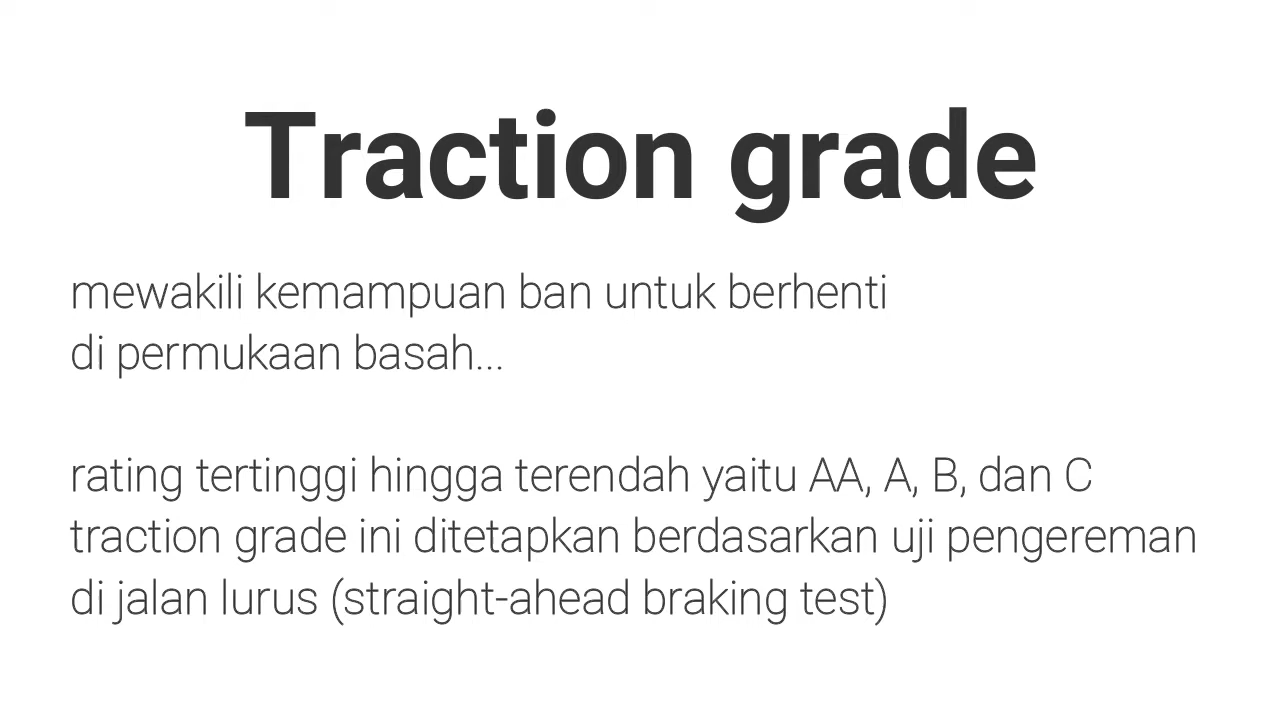 Traction grade
mewakili kemampuan ban untuk berhenti
di permukaan basah...
rating tertinggi hingga terendah yaitu AA, A, B, dan C
traction grade ini ditetapkan berdasarkan uji pengereman
di jalan lurus (straight-ahead braking test)